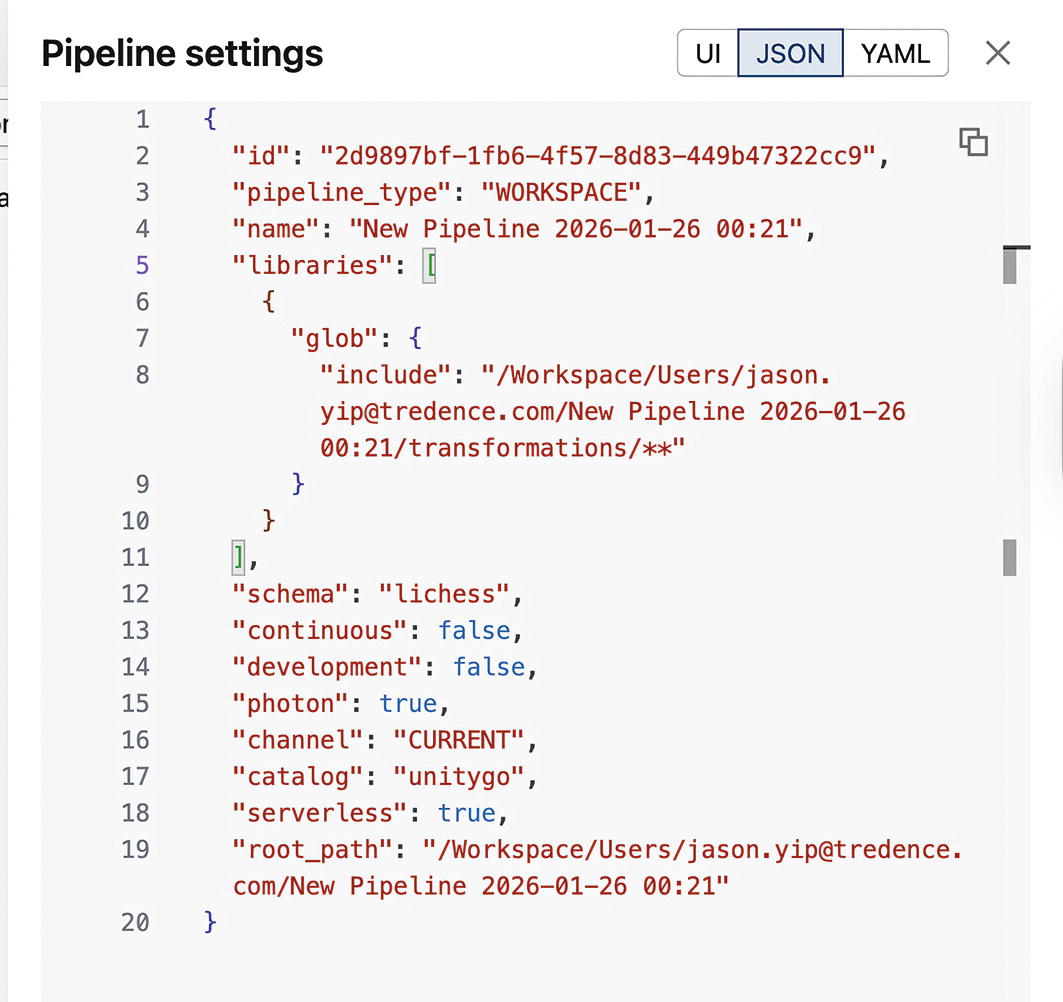 Pipeline settings
UI JSON YAML
1 {
2 "id": "2d9897bf-1fb6-4f57-8d83-449b47322cc9",
3 "pipeline_type": "WORKSPACE",
4 "name": "New Pipeline 2026-01-26 00:21",
5 "libraries": [
6 {
7 "glob": {
8 "include": "/Workspace/Users/jason.
yip@tredence.com/New Pipeline 2026-01-26
00:21/transformations/**"
9 }
10 }
11 ],
12 "schema": "lichess",
13 "continuous": false,
14 "development": false,
15 "photon": true,
16 "channel": "CURRENT",
17 "catalog": "unitygo",
18 "serverless": true,
19 "root_path": "/Workspace/Users/jason.yip@tredence.
com/New Pipeline 2026-01-26 00:21"
20 }